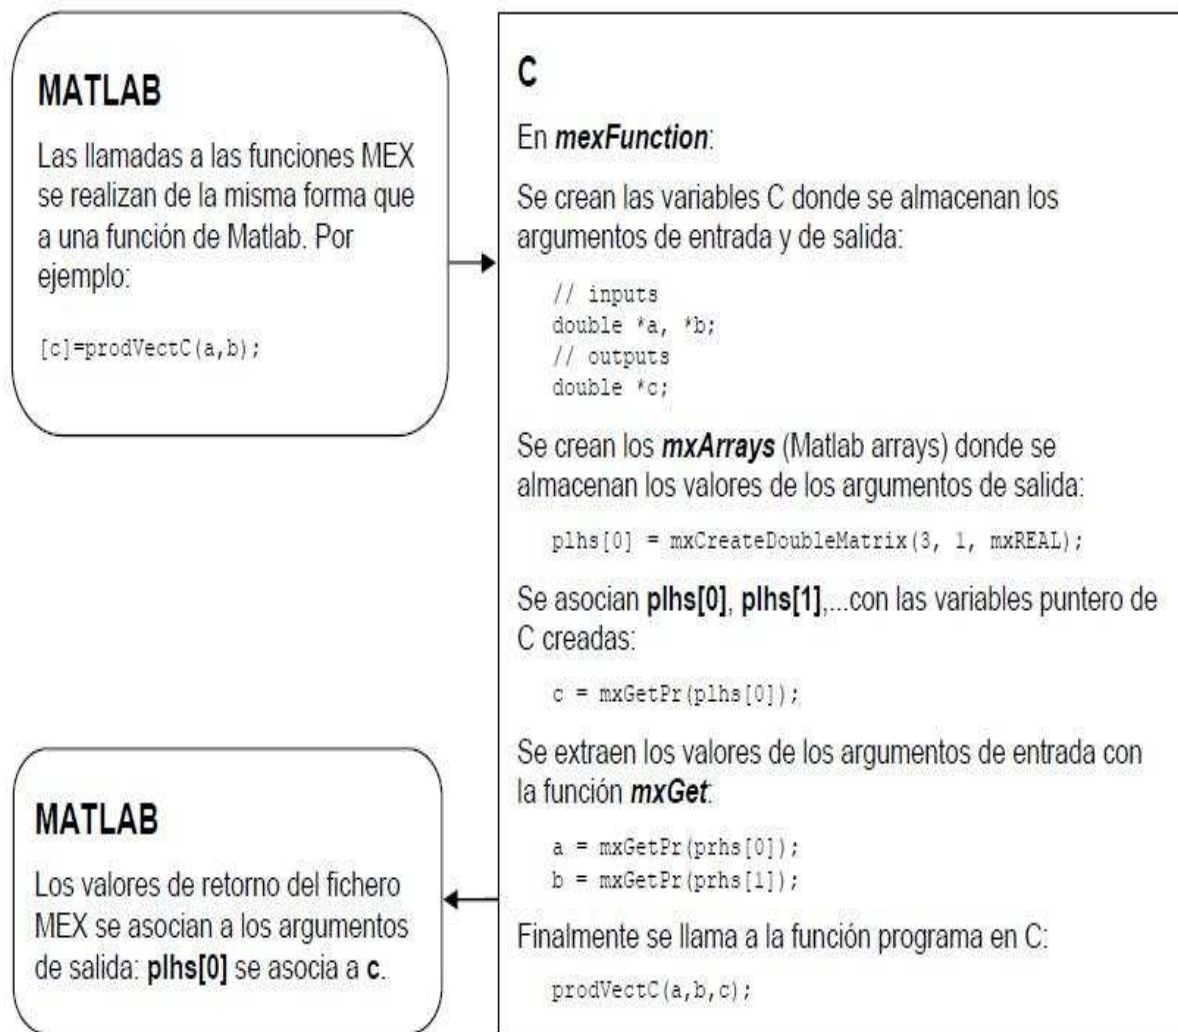 MATLAB
Las llamadas a las funciones MEX
se realizan de la misma forma que
a una función de Matlab. Por
ejemplo:
[c]=prodVectC(a,b);
C
En mexFunction:
Se crean las variables C donde se almacenan los
argumentos de entrada y de salida:
// inputs
double *a, *b;
// outputs
double *c;
Se crean los mxArrays (Matlab arrays) donde se
almacenan los valores de los argumentos de salida:
plhs[0] = mxCreateDoubleMatrix(3, 1, mxREAL);
Se asocian plhs[0], plhs[1],...con las variables puntero de
C creadas:
c = mxGetPr(plhs[0]);
Se extraen los valores de los argumentos de entrada con
la función mxGet:
a = mxGetPr(prhs[0]);
b = mxGetPr(prhs[1]);
Finalmente se llama a la función programa en C:
prodVectC(a,b,c);
MATLAB
Los valores de retorno del fichero
MEX se asocian a los argumentos
de salida: plhs[0] se asocia a c.